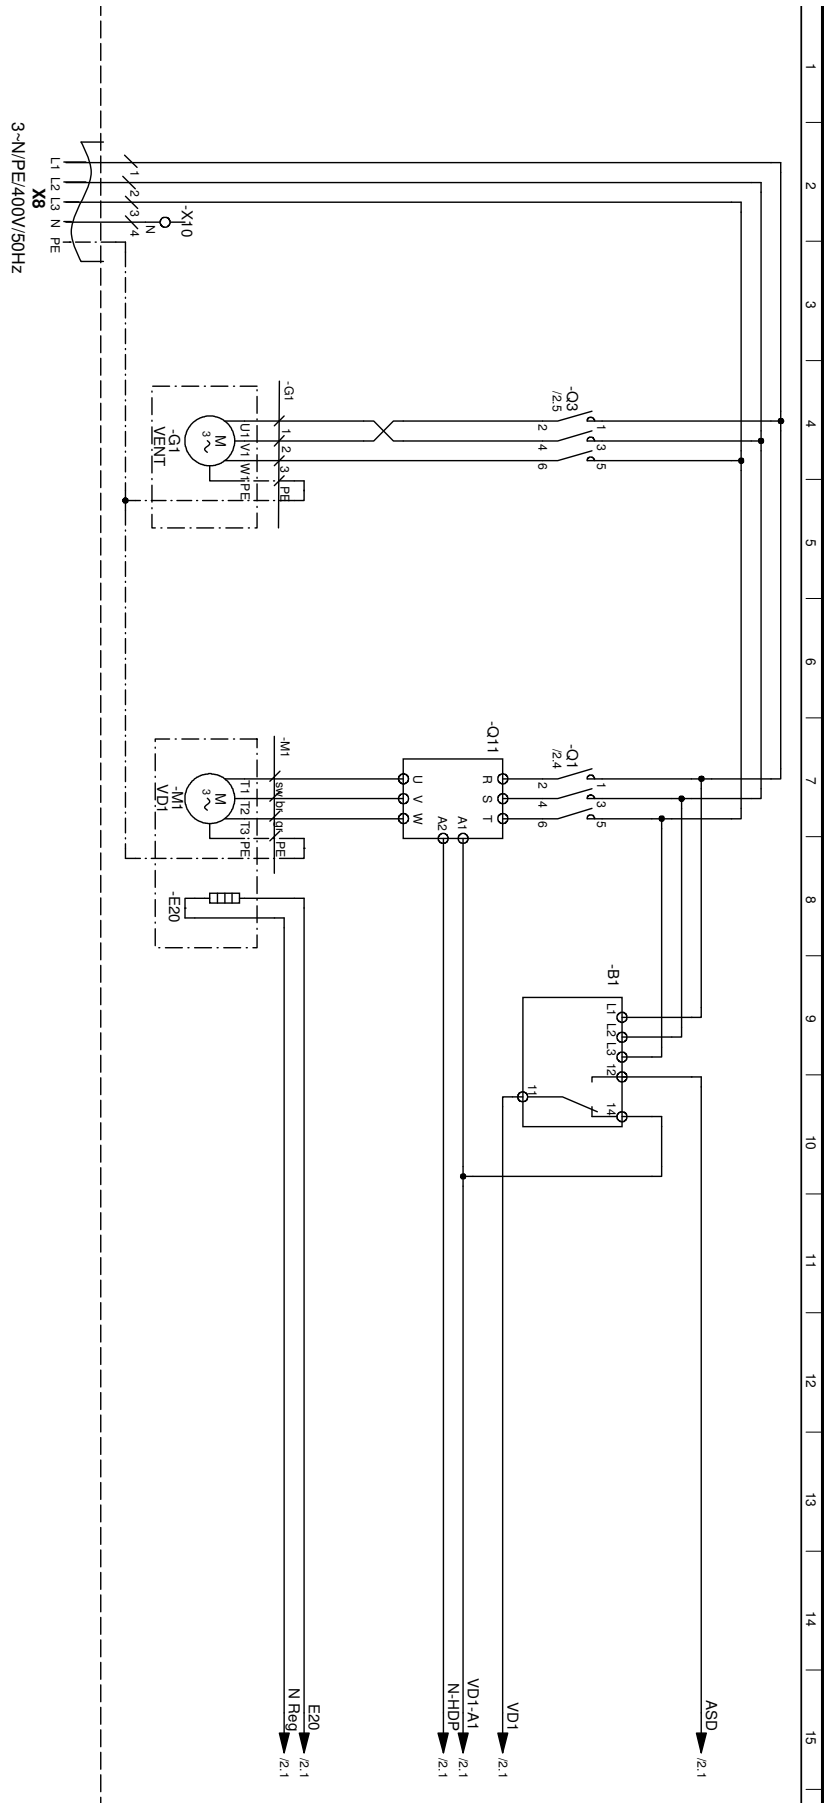 1
2
3
4
5
6
7
8
9
10
11
12
13
14
15
-Q3
/2.5
1 3 5
2 4 6
-Q1
/2.4
1 3 5
2 4 6
-B1
L1 L2 L3 12 14
11
ASD
/2.1
VD1
/2.1
-Q11
R S T A1
U V W A2
VD1-A1
/2.1
N-HDP
/2.1
-G1
1 2 3 PE
U1 V1 W1 PE
M
3 ~
-G1
VENT
-M1
sw br gr PE
T1 T2 T3 PE
M
3 ~
-M1
VD1
-E20
E20
/2.1
N Reg
/2.1
-X10
N
1 2 3 4
L1 L2 L3 N PE
X8
3~N/PE/400V/50Hz